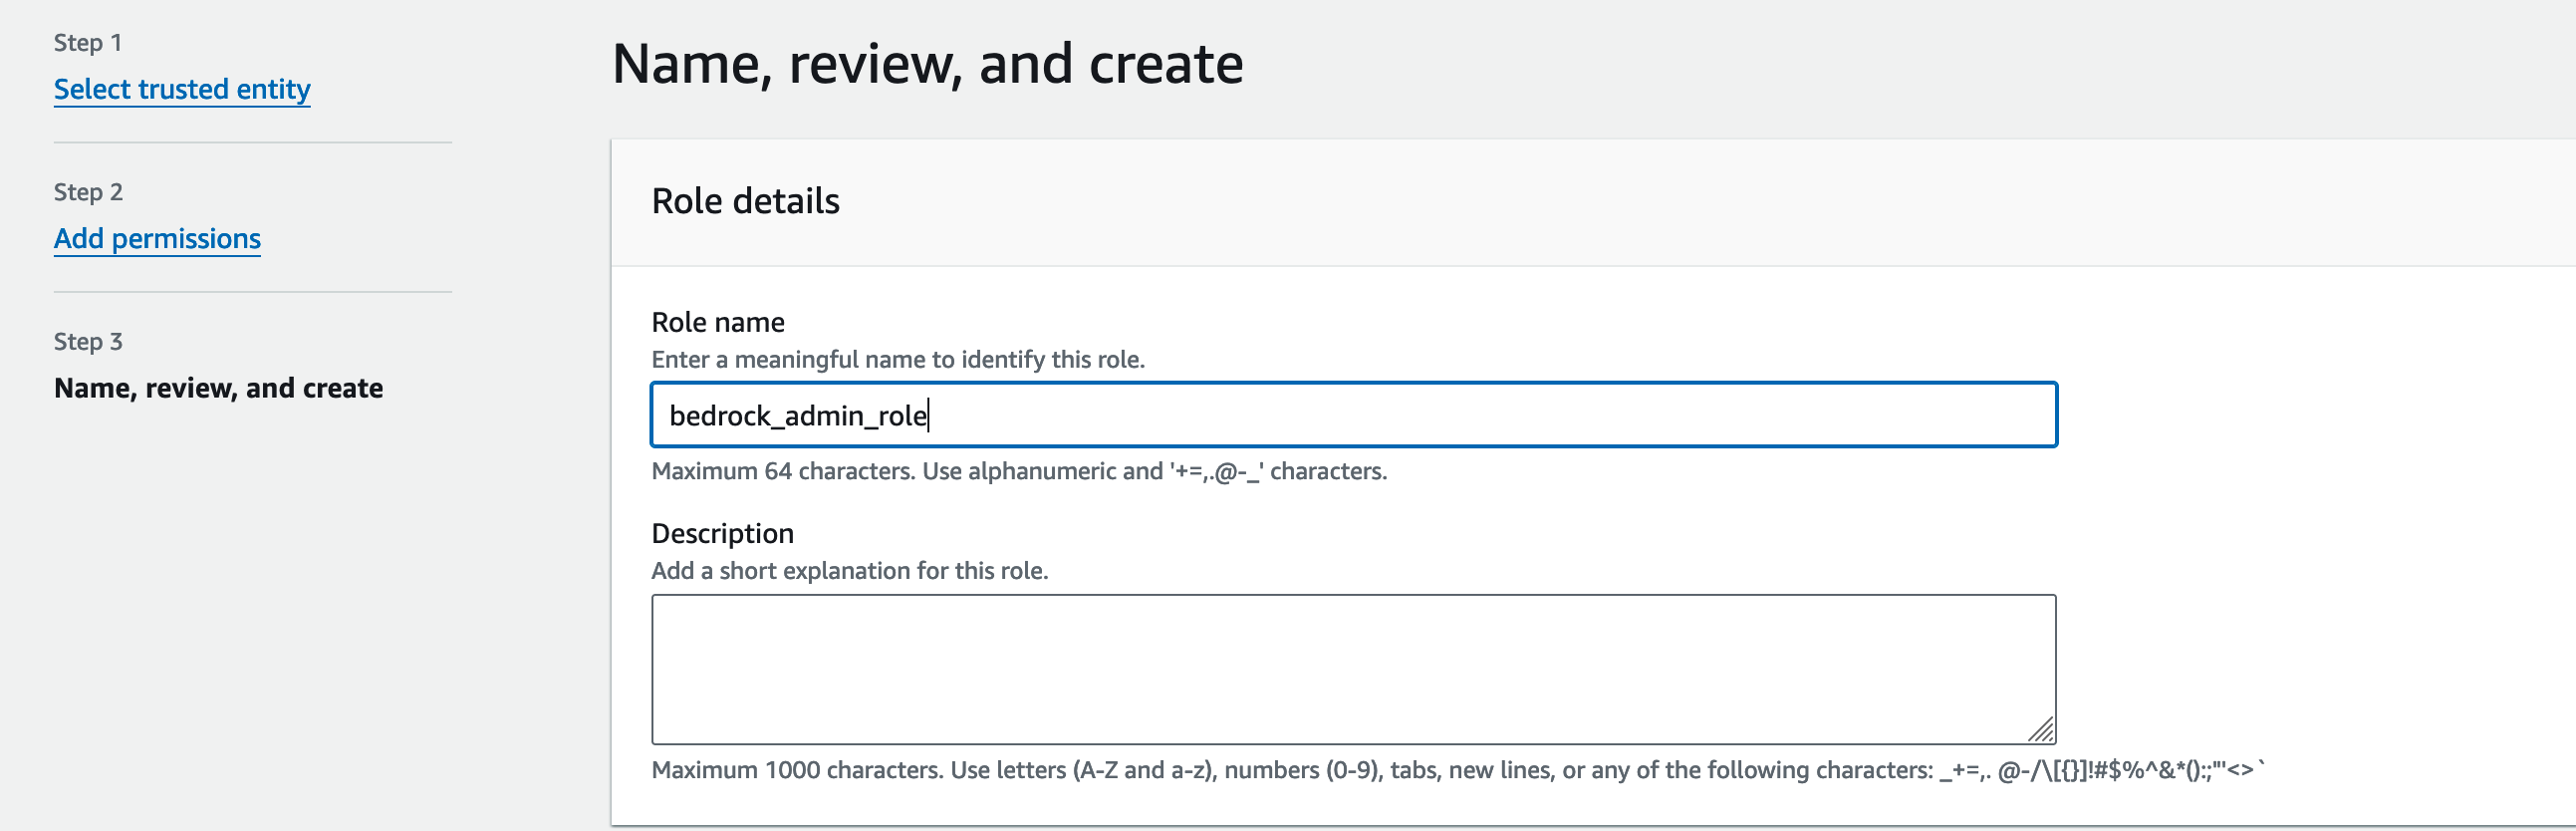 Step 1
Select trusted entity
Step 2
Add permissions
Step 3
Name, review, and create
Name, review, and create
Role details
Role name
Enter a meaningful name to identify this role.
bedrock_admin_role
Maximum 64 characters. Use alphanumeric and '+=,.@-_' characters.
Description
Add a short explanation for this role.
Maximum 1000 characters. Use letters (A-Z and a-z), numbers (0-9), tabs, new lines, or any of the following characters: _+=,. @-/\[{}]!#$%^&*():;"'<>`